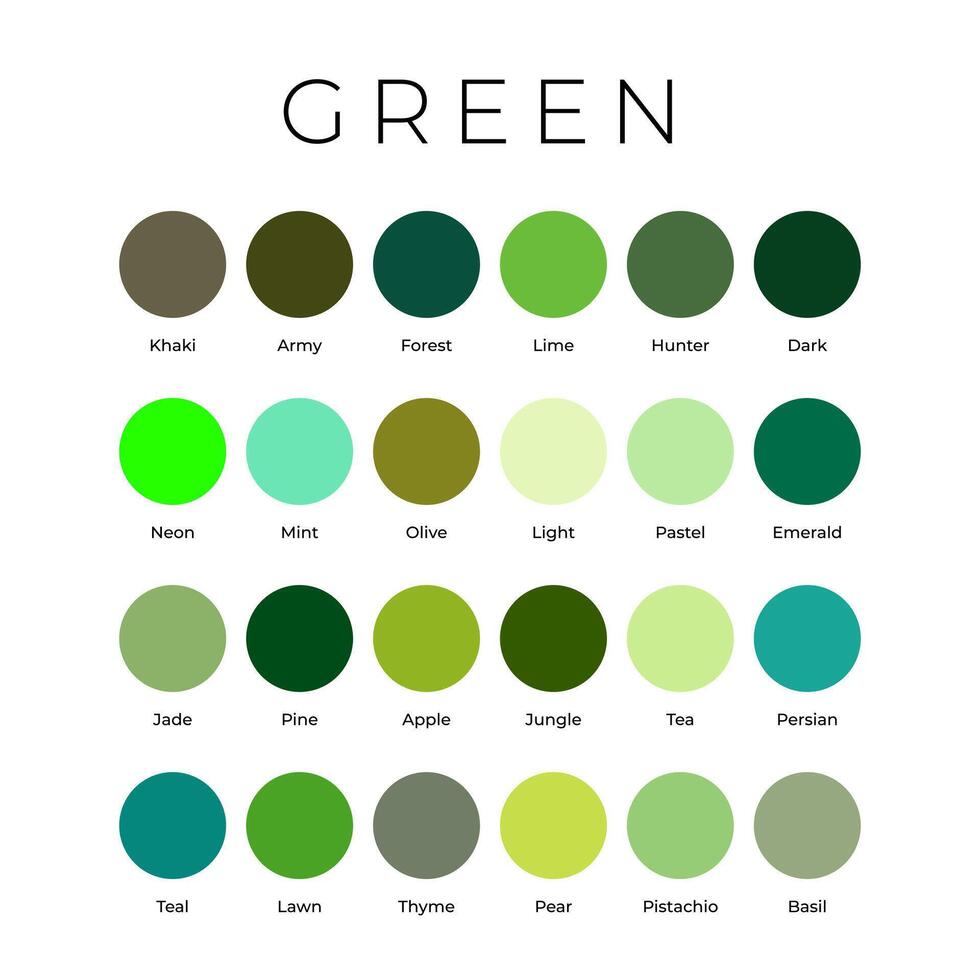 GREEN
Khaki Army Forest Lime Hunter Dark
Neon Mint Olive Light Pastel Emerald
Jade Pine Apple Jungle Tea Persian
Teal Lawn Thyme Pear Pistachio Basil